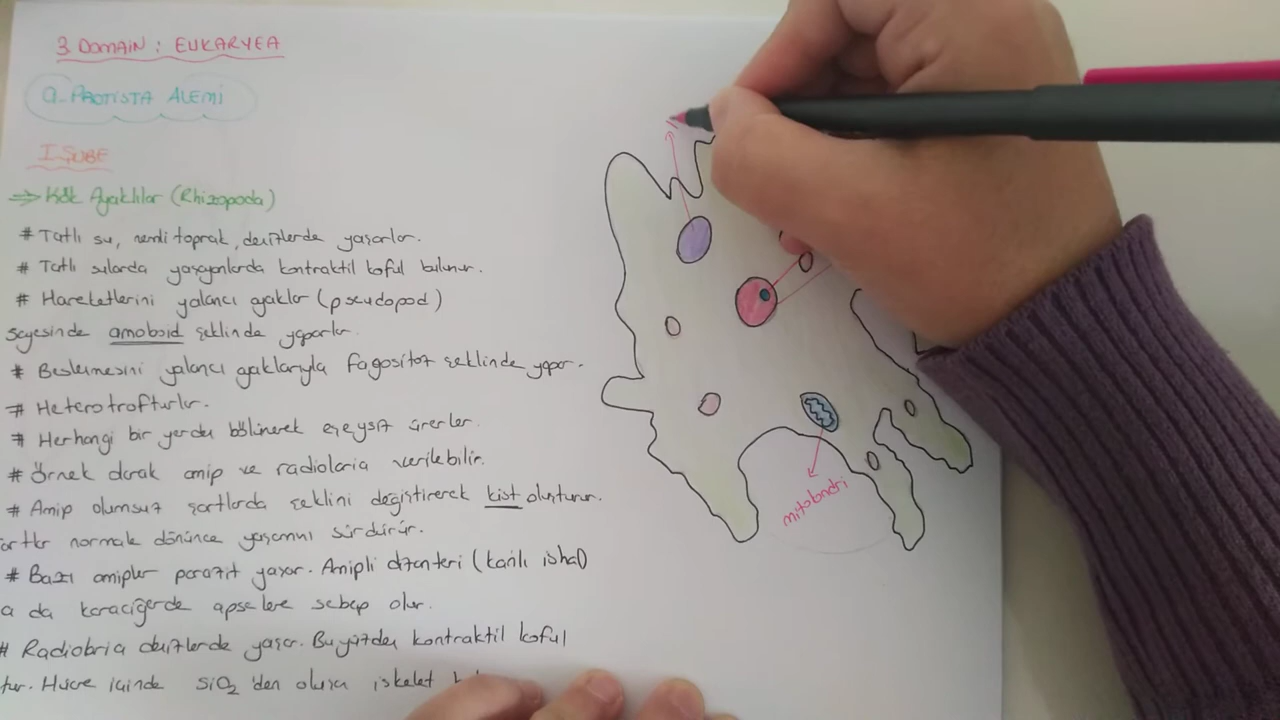 3. DOMAIN : EUKARYEA
a. PROTISTA ALEMİ
I. ŞUBE
⇒ Kök Ayaklılar (Rhizopoda)
# Tatlı su, nemli toprak, denizlerde yaşarlar.
# Tatlı sularda yaşayanlarda kontraktil koful bulunur.
# Hareketlerini yalancı ayaklar (pseudopod)
sayesinde amoboid şeklinde yaparlar.
# Beslenmesini yalancı ayaklarıyla fagositoz şeklinde yapar.
# Heterotrofturlar.
# Herhangi bir yerden bölünerek eşeysiz ürerler.
# Örnek olarak amip ve radiolaria verilebilir.
# Amip olumsuz şartlarda şeklini değiştirerek kist oluşturur.
artlar normale dönünce yaşamını sürdürür.
# Bazı amipler parazit yaşar. Amipli dizanteri (kanlı ishal)
a da karaciğerde apselere sebep olur.
# Radiolaria denizlerde yaşar. Bu yüzden kontraktil koful
tur. Hücre içinde SiO2 'den oluşan iskelet
mitokondri